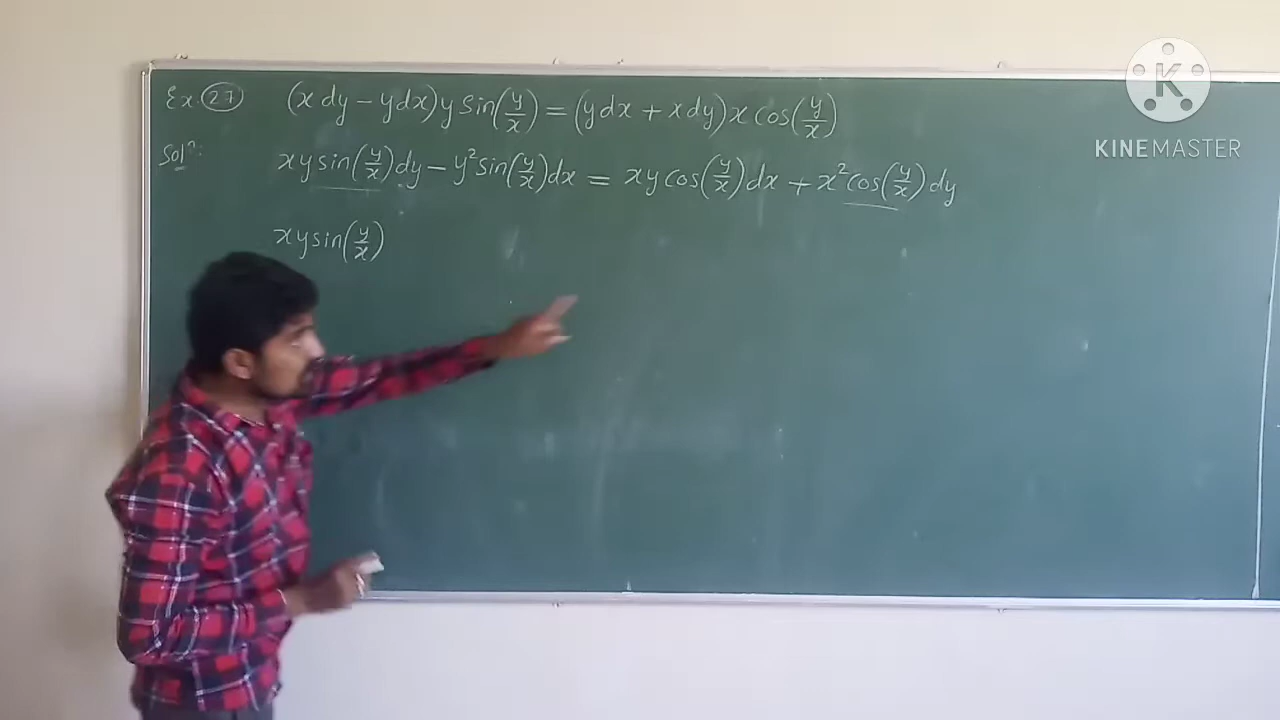 Ex. 27 (x dy - y dx) y sin(y/x) = (y dx + x dy) x cos(y/x)
Solⁿ: xy sin(y/x) dy - y² sin(y/x) dx = xy cos(y/x) dx + x² cos(y/x) dy
xy sin(y/x)
K
KINEMASTER